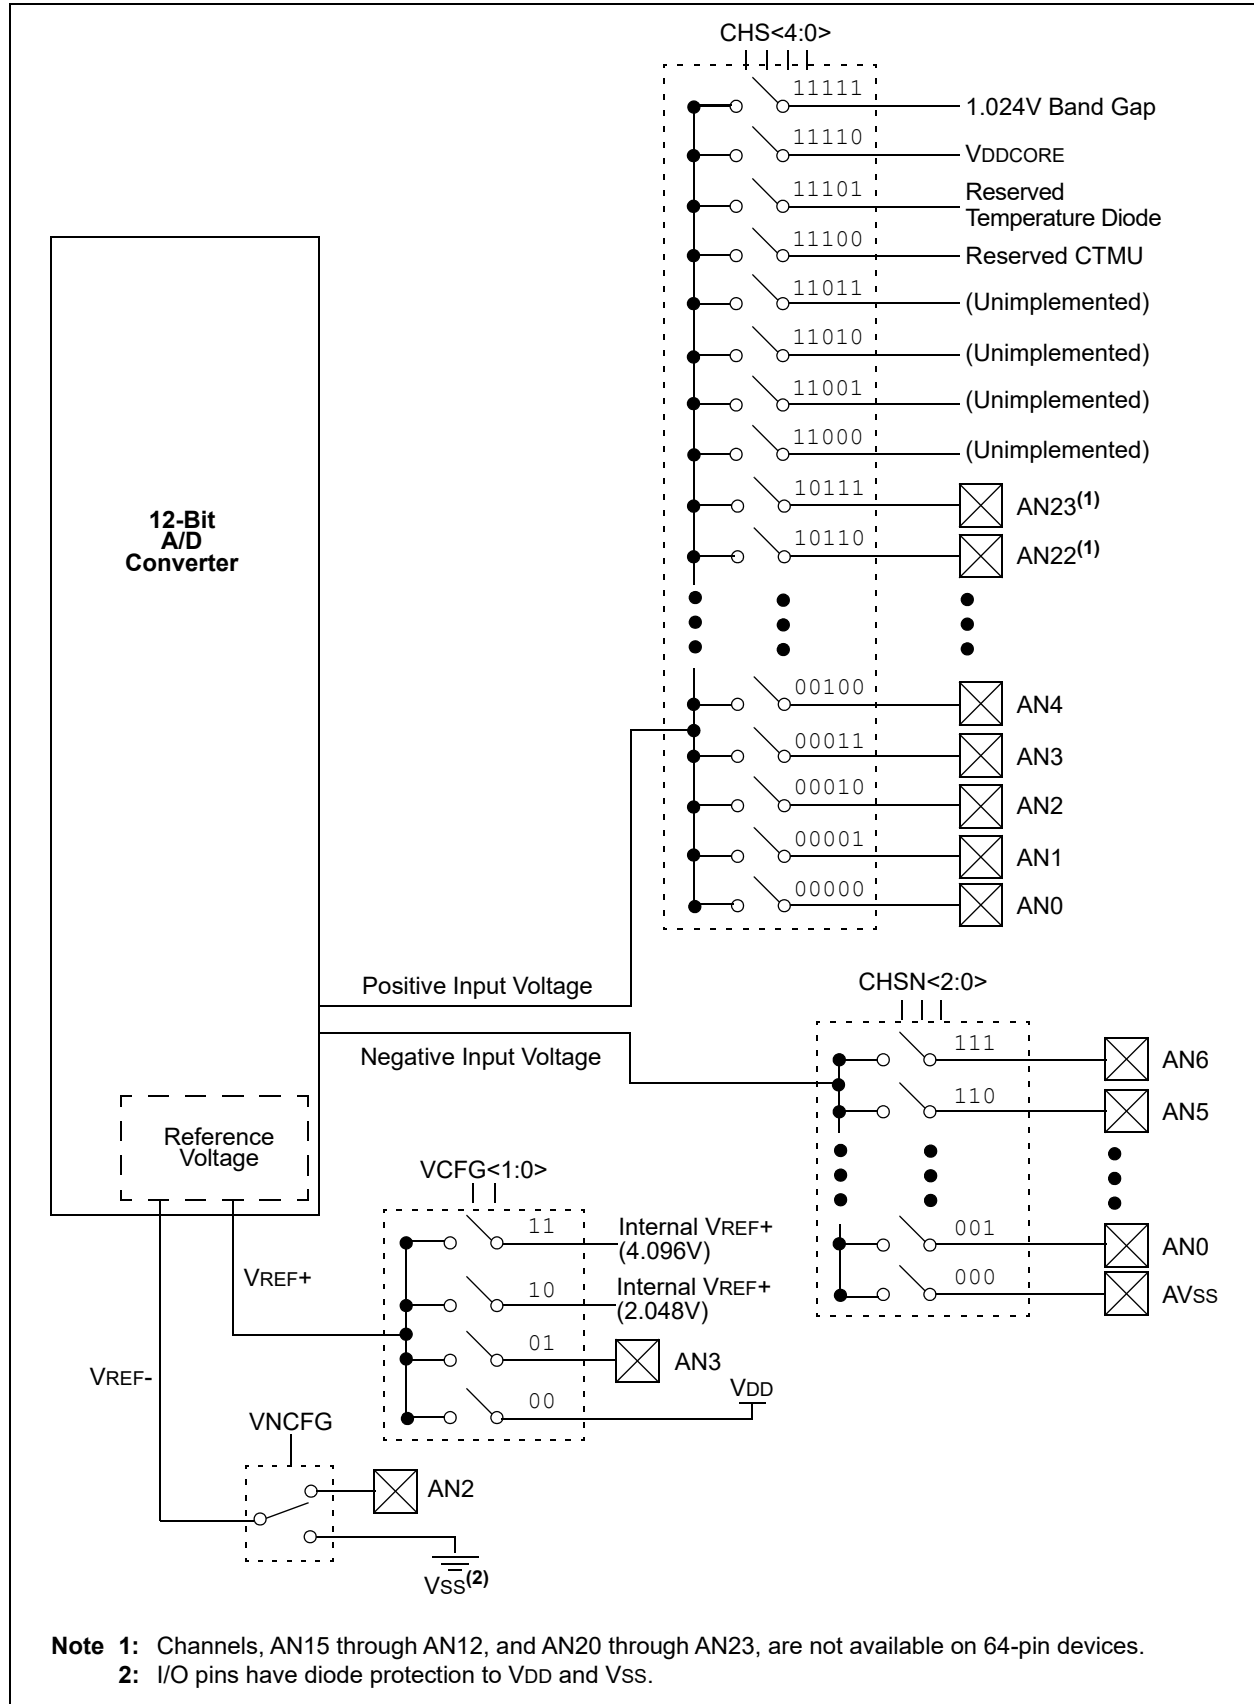 CHS<4:0>
11111
1.024V Band Gap
11110
VDDCORE
11101
Reserved
Temperature Diode
11100
Reserved CTMU
11011
(Unimplemented)
11010
(Unimplemented)
11001
(Unimplemented)
11000
(Unimplemented)
10111
AN23(1)
12-Bit
A/D
Converter
10110
AN22(1)
00100
AN4
00011
AN3
00010
AN2
00001
AN1
00000
AN0
Positive Input Voltage
CHSN<2:0>
Negative Input Voltage
111
AN6
110
AN5
Reference
Voltage
VCFG<1:0>
11
Internal VREF+
(4.096V)
001
AN0
VREF+
10
Internal VREF+
(2.048V)
000
AVSS
01
AN3
VREF-
VDD
00
VNCFG
AN2
VSS(2)
Note 1: Channels, AN15 through AN12, and AN20 through AN23, are not available on 64-pin devices.
2: I/O pins have diode protection to VDD and VSS.